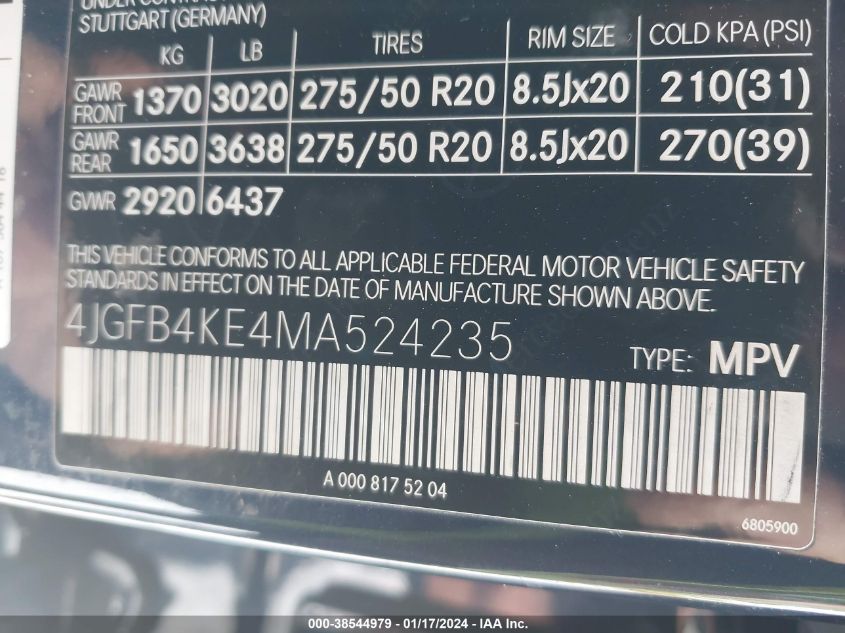 STUTTGART (GERMANY)
KG LB TIRES RIM SIZE COLD KPA (PSI)
GAWR FRONT 1370 3020 275/50 R20 8.5Jx20 210(31)
GAWR REAR 1650 3638 275/50 R20 8.5Jx20 270(39)
GVWR 2920 6437
THIS VEHICLE CONFORMS TO ALL APPLICABLE FEDERAL MOTOR VEHICLE SAFETY
STANDARDS IN EFFECT ON THE DATE OF MANUFACTURE SHOWN ABOVE.
4JGFB4KE4MA524235
TYPE: MPV
A 000 817 52 04
6805900
000-38544979 - 01/17/2024 - IAA Inc.